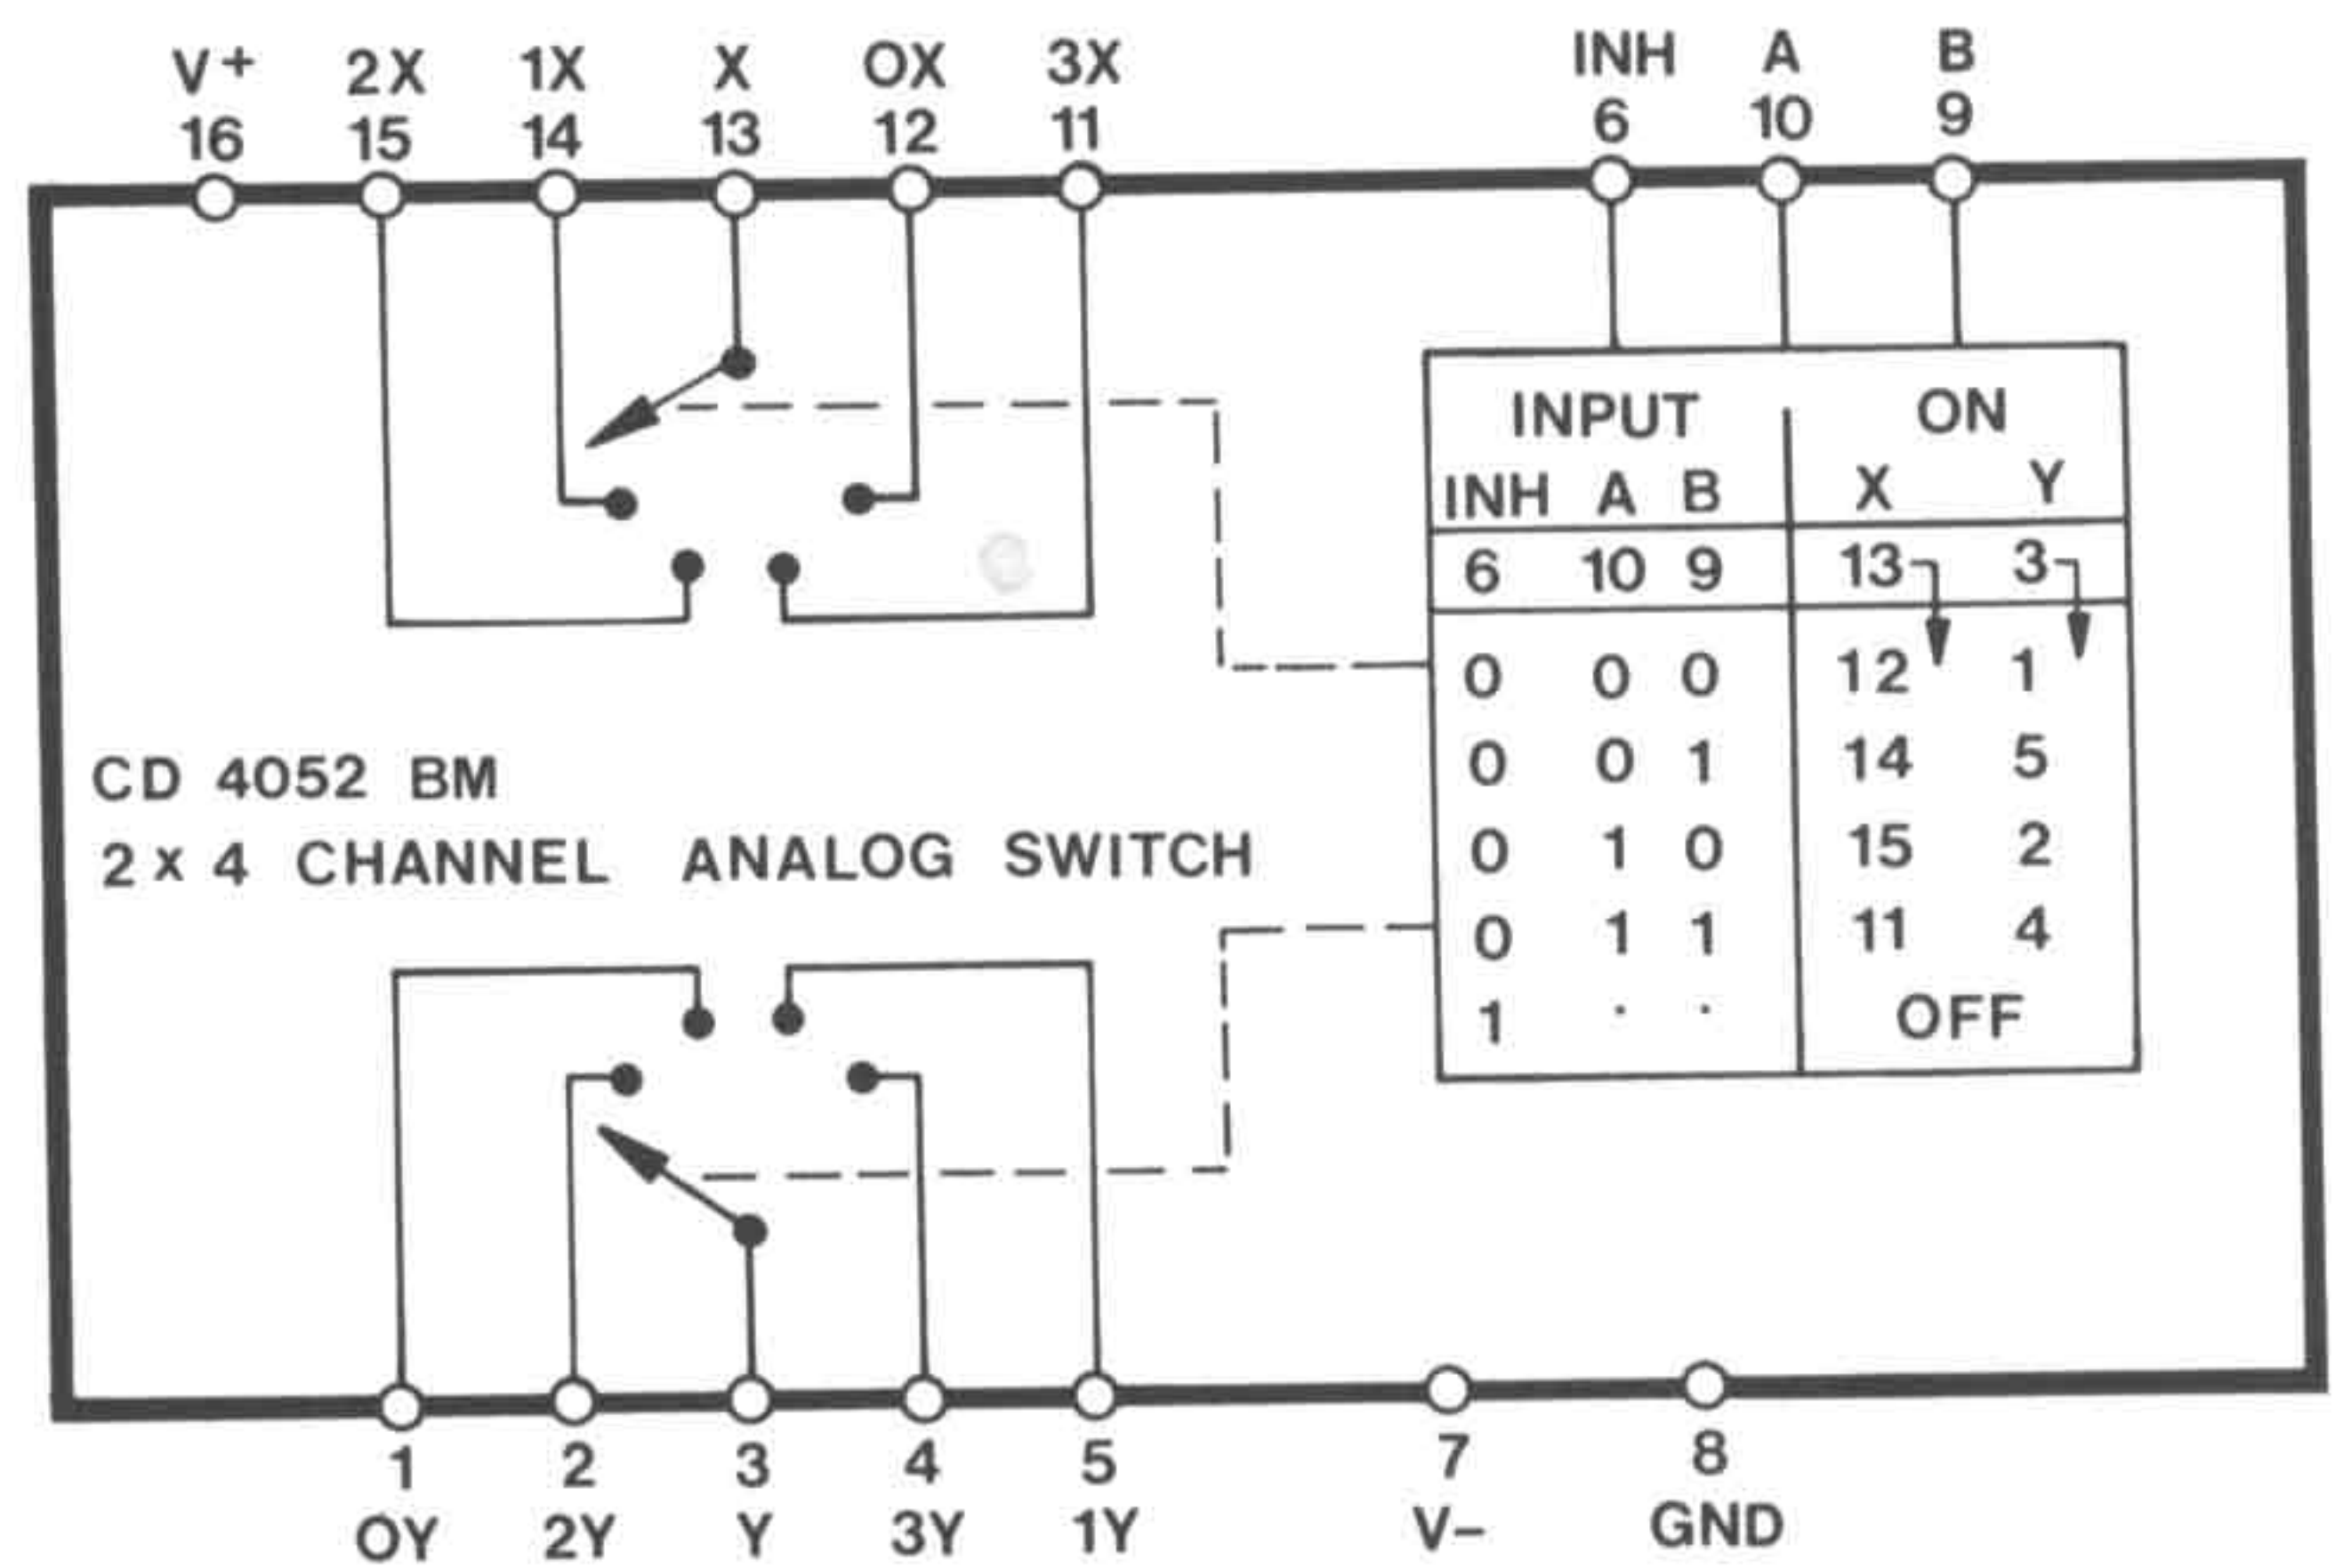 V+ 2X 1X X OX 3X INH A B
16 15 14 13 12 11 6 10 9
INPUT ON
INH A B X Y
6 10 9 13 3
0 0 0 12 1
0 0 1 14 5
0 1 0 15 2
0 1 1 11 4
1 · · OFF
CD 4052 BM
2 x 4 CHANNEL ANALOG SWITCH
1 2 3 4 5 7 8
OY 2Y Y 3Y 1Y V- GND